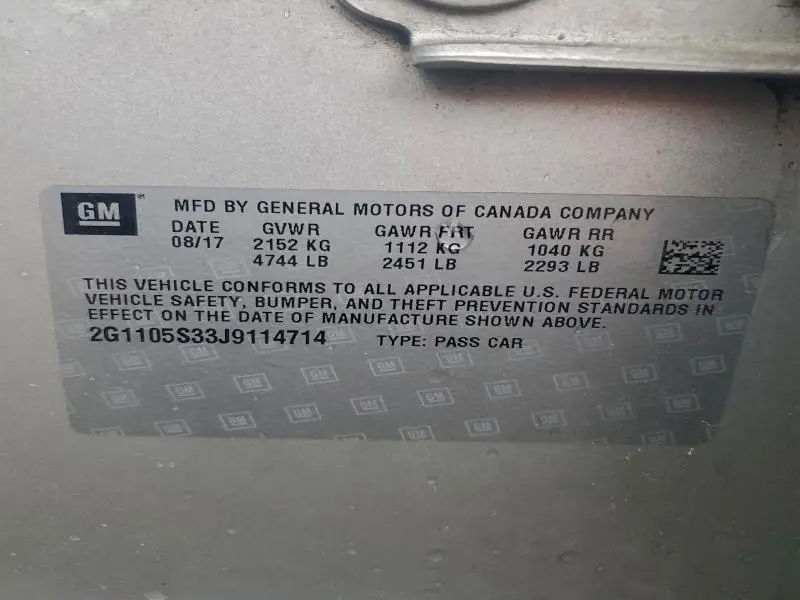 GM® MFD BY GENERAL MOTORS OF CANADA COMPANY
DATE GVWR GAWR FRT GAWR RR
08/17 2152 KG 1112 KG 1040 KG
4744 LB 2451 LB 2293 LB
THIS VEHICLE CONFORMS TO ALL APPLICABLE U.S. FEDERAL MOTOR
VEHICLE SAFETY, BUMPER, AND THEFT PREVENTION STANDARDS IN
EFFECT ON THE DATE OF MANUFACTURE SHOWN ABOVE.
2G1105S33J9114714 TYPE: PASS CAR